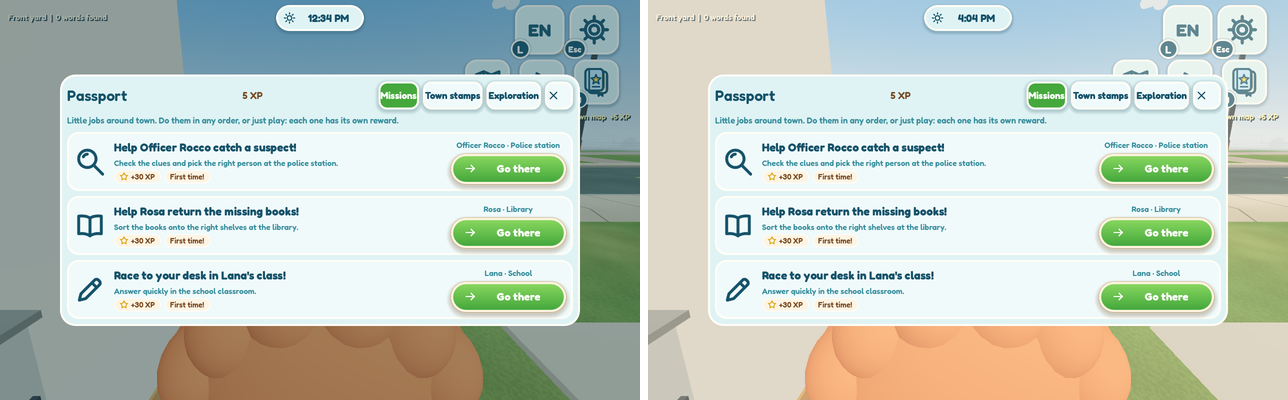 Front yard | 0 words found
12:34 PM
EN
L
Esc
Passport
5 XP
Missions
Town stamps
Exploration
Little jobs around town. Do them in any order, or just play: each one has its own reward.
Help Officer Rocco catch a suspect!
Check the clues and pick the right person at the police station.
+30 XP
First time!
Officer Rocco · Police station
Go there
Help Rosa return the missing books!
Sort the books onto the right shelves at the library.
+30 XP
First time!
Rosa · Library
Go there
Race to your desk in Lana's class!
Answer quickly in the school classroom.
+30 XP
First time!
Lana · School
Go there
map +5 XP
Front yard | 0 words found
4:04 PM
EN
L
Esc
Passport
5 XP
Missions
Town stamps
Exploration
Little jobs around town. Do them in any order, or just play: each one has its own reward.
Help Officer Rocco catch a suspect!
Check the clues and pick the right person at the police station.
+30 XP
First time!
Officer Rocco · Police station
Go there
Help Rosa return the missing books!
Sort the books onto the right shelves at the library.
+30 XP
First time!
Rosa · Library
Go there
Race to your desk in Lana's class!
Answer quickly in the school classroom.
+30 XP
First time!
Lana · School
Go there
map +5 XP